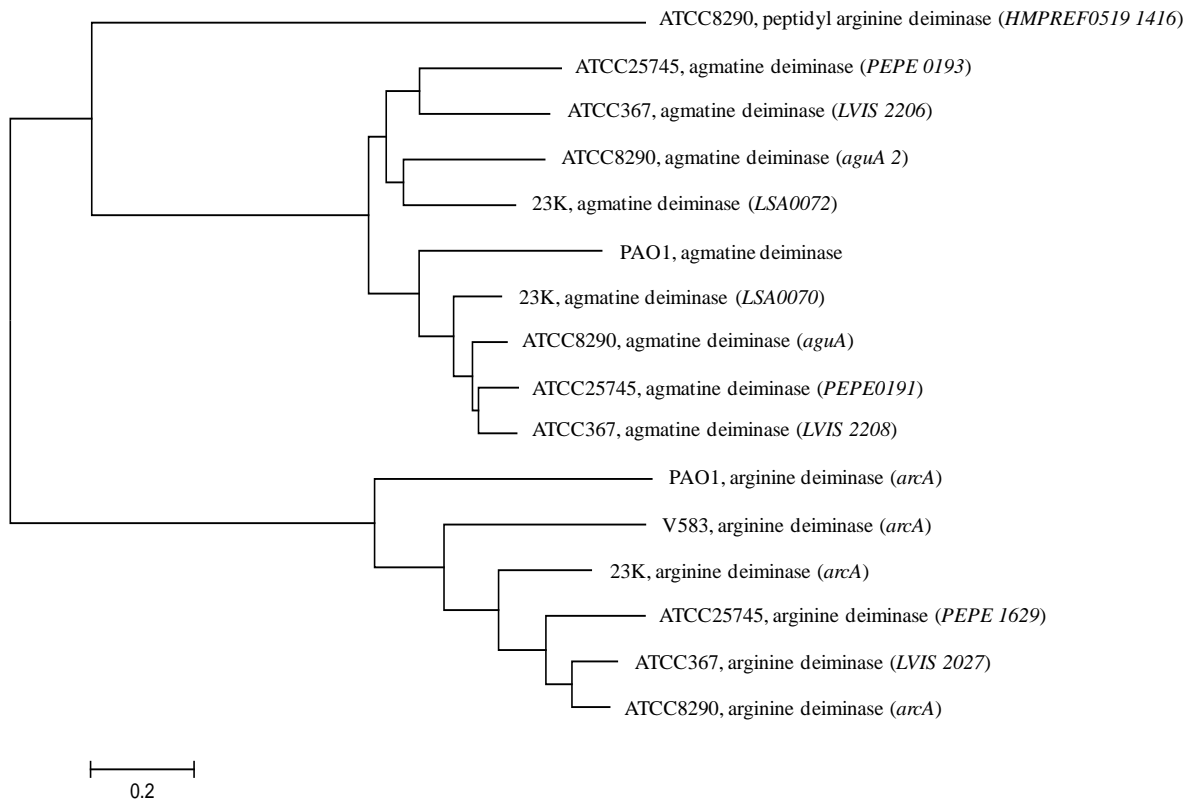 ATCC8290, peptidyl arginine deiminase (HMPREF0519 1416)
ATCC25745, agmatine deiminase (PEPE 0193)
ATCC367, agmatine deiminase (LVIS 2206)
ATCC8290, agmatine deiminase (aguA 2)
23K, agmatine deiminase (LSA0072)
PAO1, agmatine deiminase
23K, agmatine deiminase (LSA0070)
ATCC8290, agmatine deiminase (aguA)
ATCC25745, agmatine deiminase (PEPE0191)
ATCC367, agmatine deiminase (LVIS 2208)
PAO1, arginine deiminase (arcA)
V583, arginine deiminase (arcA)
23K, arginine deiminase (arcA)
ATCC25745, arginine deiminase (PEPE 1629)
ATCC367, arginine deiminase (LVIS 2027)
ATCC8290, arginine deiminase (arcA)
0.2